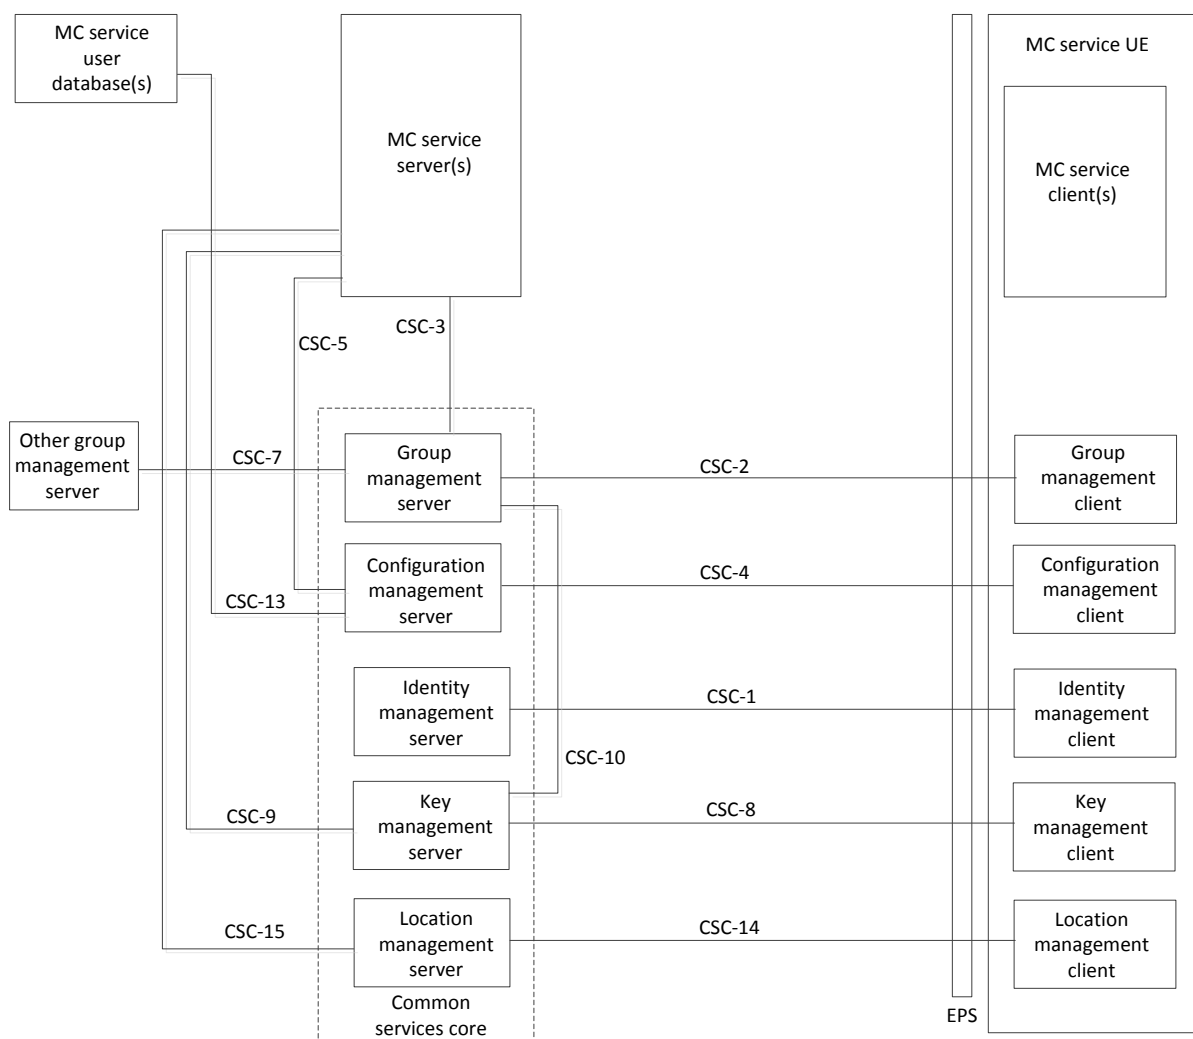 MC service
user
database(s)
MC service
server(s)
MC service UE
MC service
client(s)
CSC-3
CSC-5
Other group
management
server
CSC-7
Group
management
server
CSC-2
Group
management
client
Configuration
management
server
CSC-4
Configuration
management
client
CSC-13
Identity
management
server
CSC-1
Identity
management
client
CSC-10
CSC-9
Key
management
server
CSC-8
Key
management
client
CSC-15
Location
management
server
CSC-14
Location
management
client
Common
services core
EPS